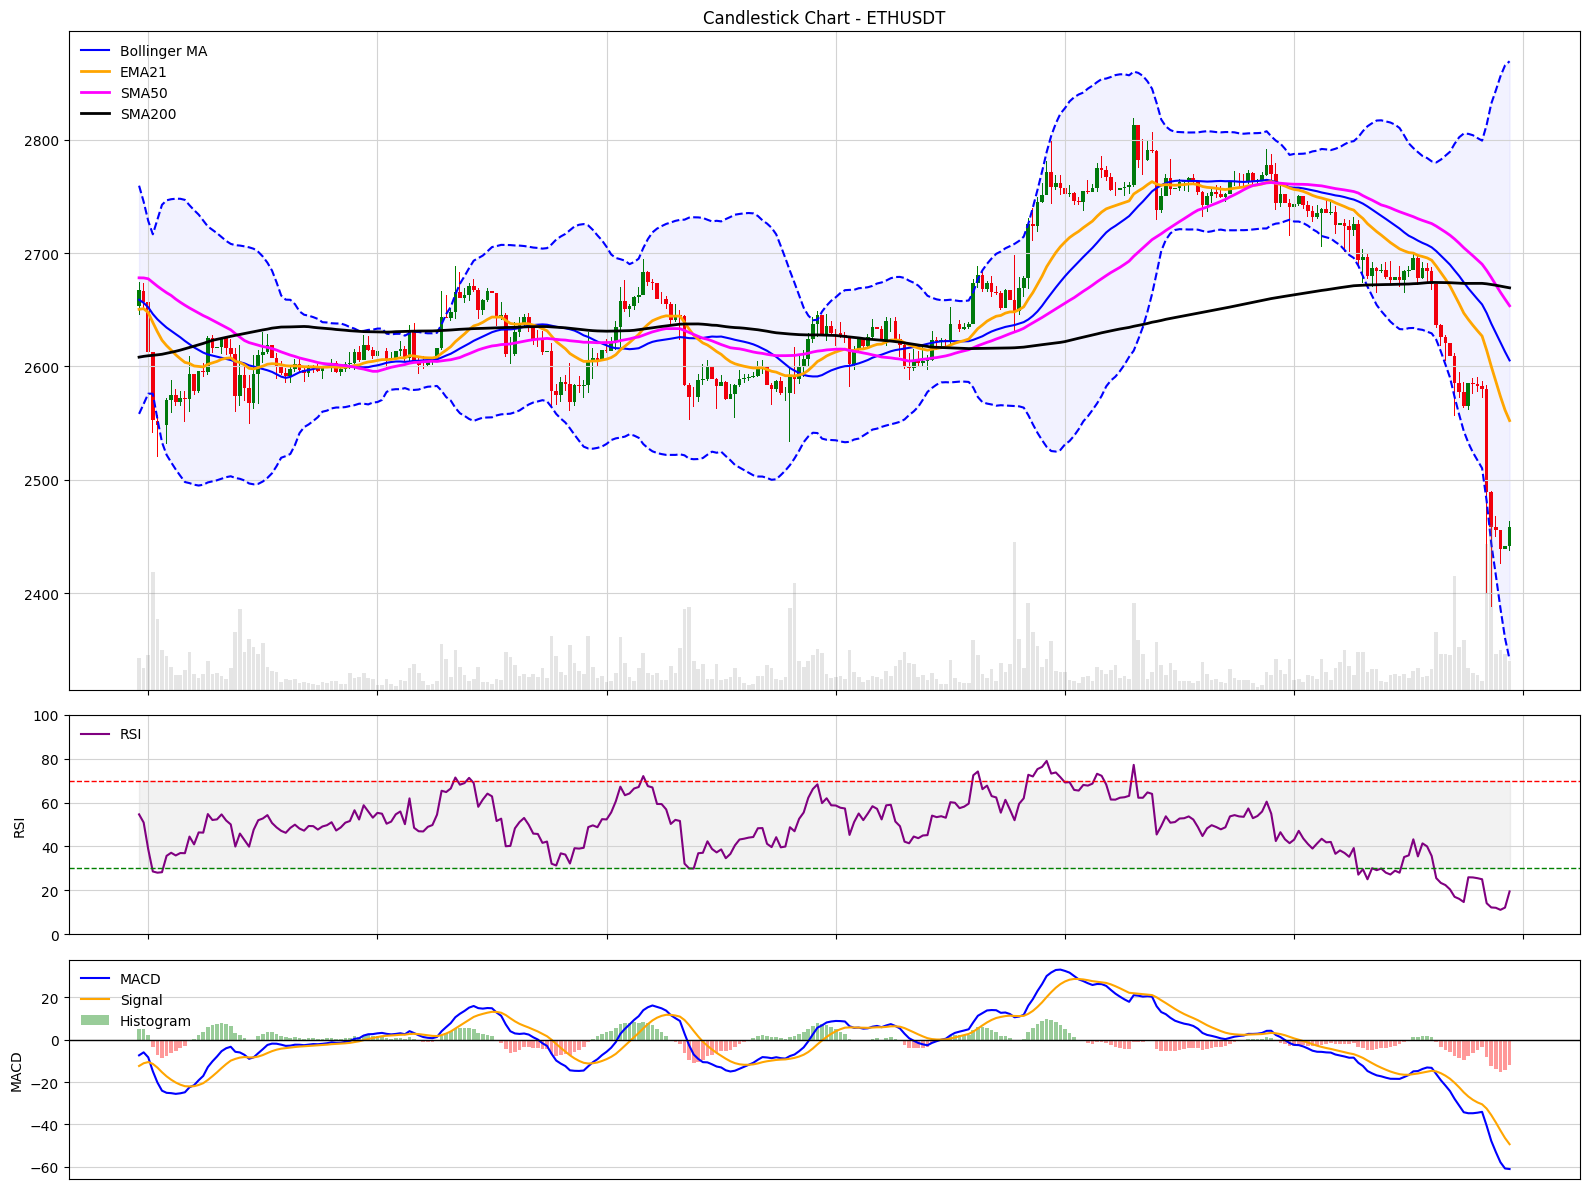 Candlestick Chart - ETHUSDT
Bollinger MA
EMA21
SMA50
SMA200
2800
2700
2600
2500
2400
RSI
100
80
60
40
20
0
RSI
MACD
Signal
Histogram
20
0
−20
−40
−60
MACD